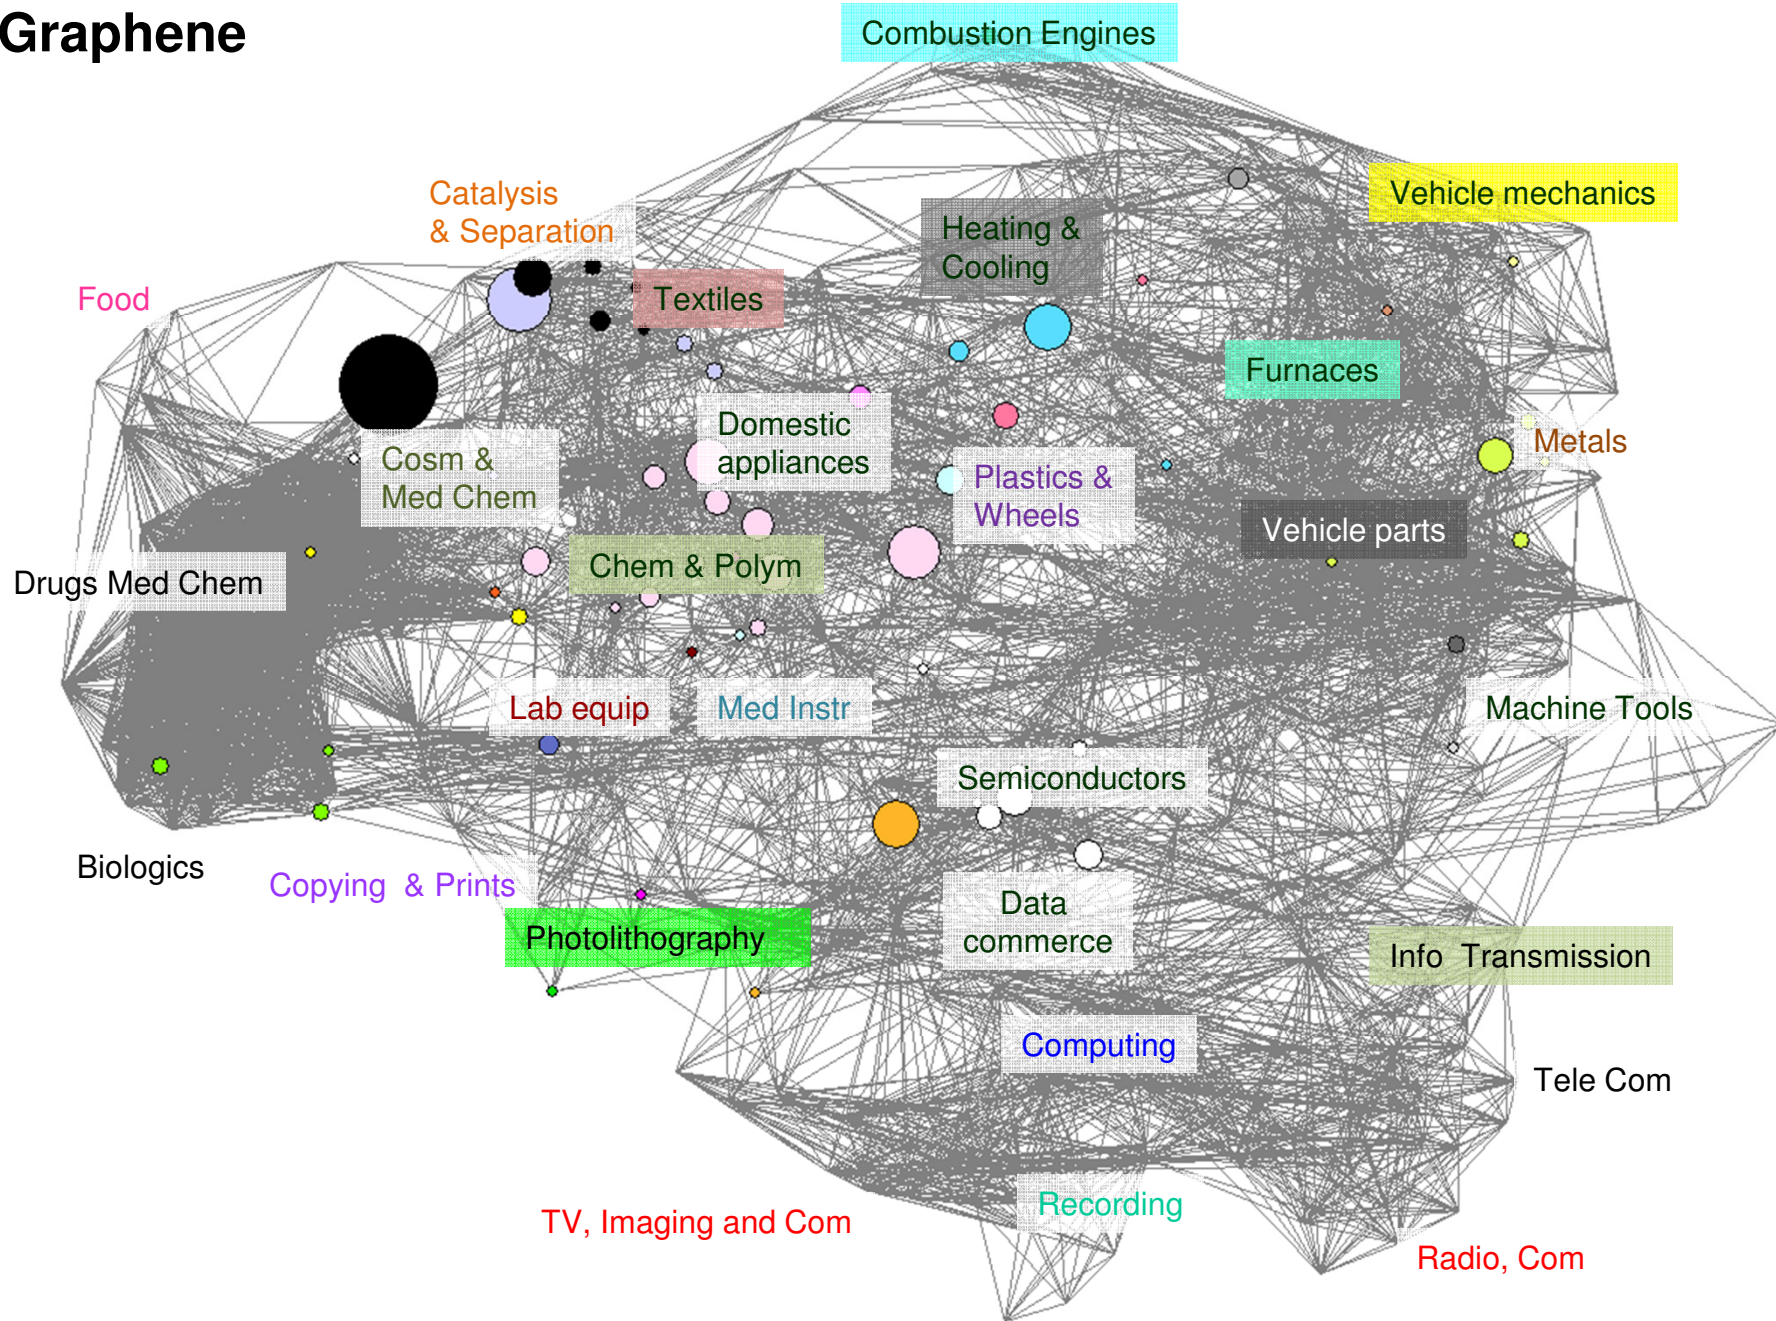 Graphene
Combustion Engines
Catalysis
& Separation
Vehicle mechanics
Heating &
Cooling
Food
Textiles
Furnaces
Domestic
appliances
Metals
Cosm &
Med Chem
Plastics &
Wheels
Vehicle parts
Chem & Polym
Drugs Med Chem
Lab equip
Med Instr
Machine Tools
Semiconductors
Biologics
Copying & Prints
Data
commerce
Photolithography
Info Transmission
Computing
Tele Com
Recording
TV, Imaging and Com
Radio, Com